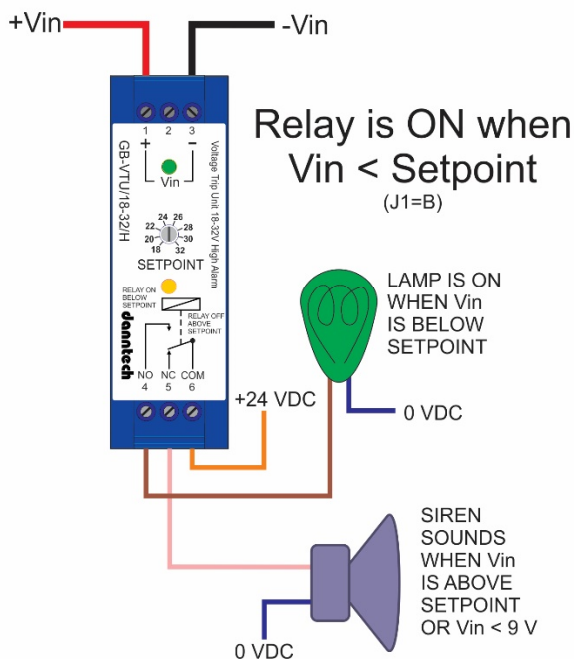 +Vin
-Vin
1 2 3
+ −
Vin
GB-VTU/18-32/H
Voltage Trip Unit 18-32V High Alarm
24 26
22 28
20 30
18 32
SETPOINT
RELAY ON
BELOW
SETPOINT
RELAY OFF
ABOVE
SETPOINT
danntech
NO NC COM
4 5 6
Relay is ON when
Vin < Setpoint
(J1=B)
LAMP IS ON
WHEN Vin
IS BELOW
SETPOINT
+24 VDC
0 VDC
SIREN
SOUNDS
WHEN Vin
IS ABOVE
SETPOINT
OR Vin < 9 V
0 VDC